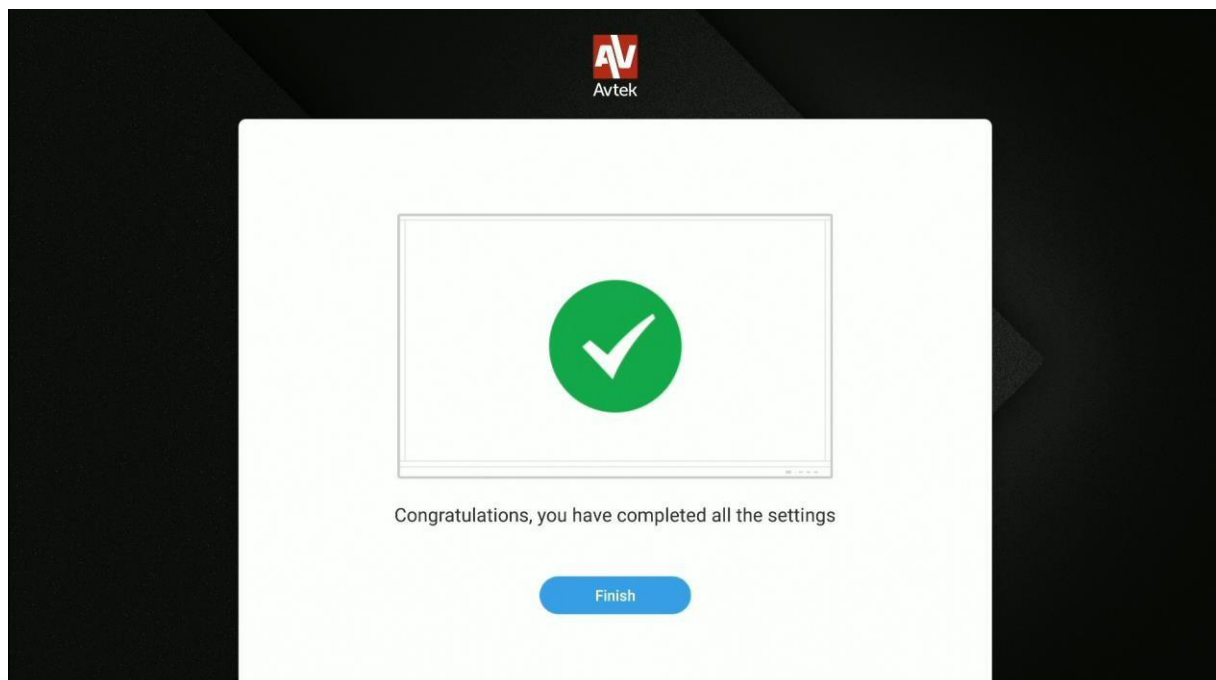 AV
Avtek
Congratulations, you have completed all the settings
Finish